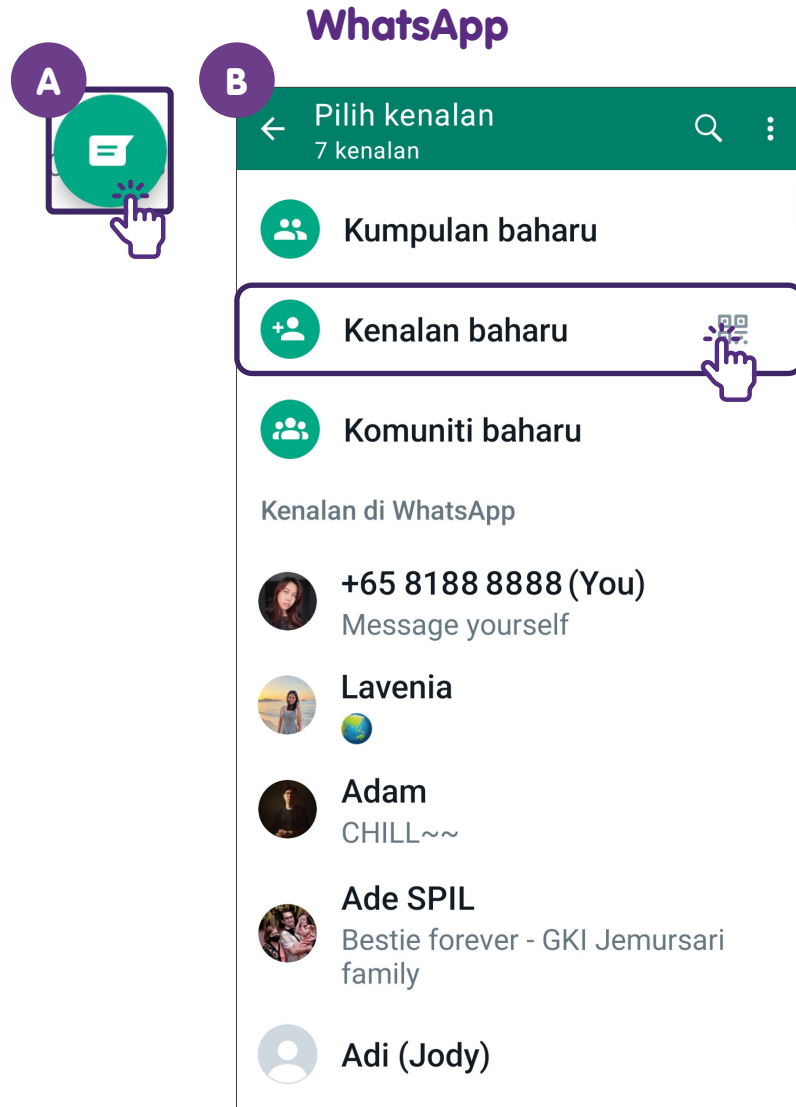 WhatsApp
A
B
Pilih kenalan
7 kenalan
Kumpulan baharu
Kenalan baharu
Komuniti baharu
Kenalan di WhatsApp
+65 8188 8888 (You)
Message yourself
Lavenia
Adam
CHILL~~
Ade SPIL
Bestie forever - GKI Jemursari
family
Adi (Jody)